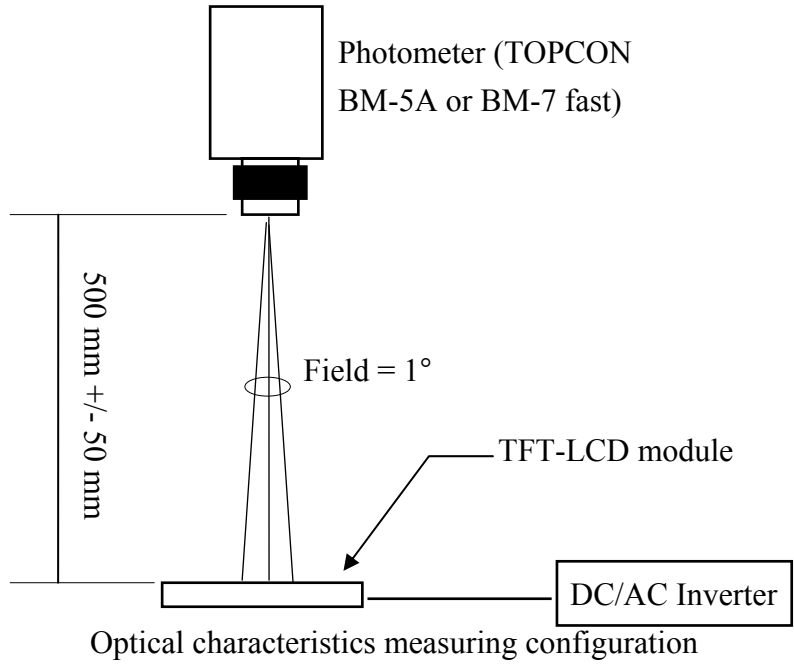 Photometer (TOPCON
BM-5A or BM-7 fast)
500 mm +/- 50 mm
Field = 1°
TFT-LCD module
DC/AC Inverter
Optical characteristics measuring configuration